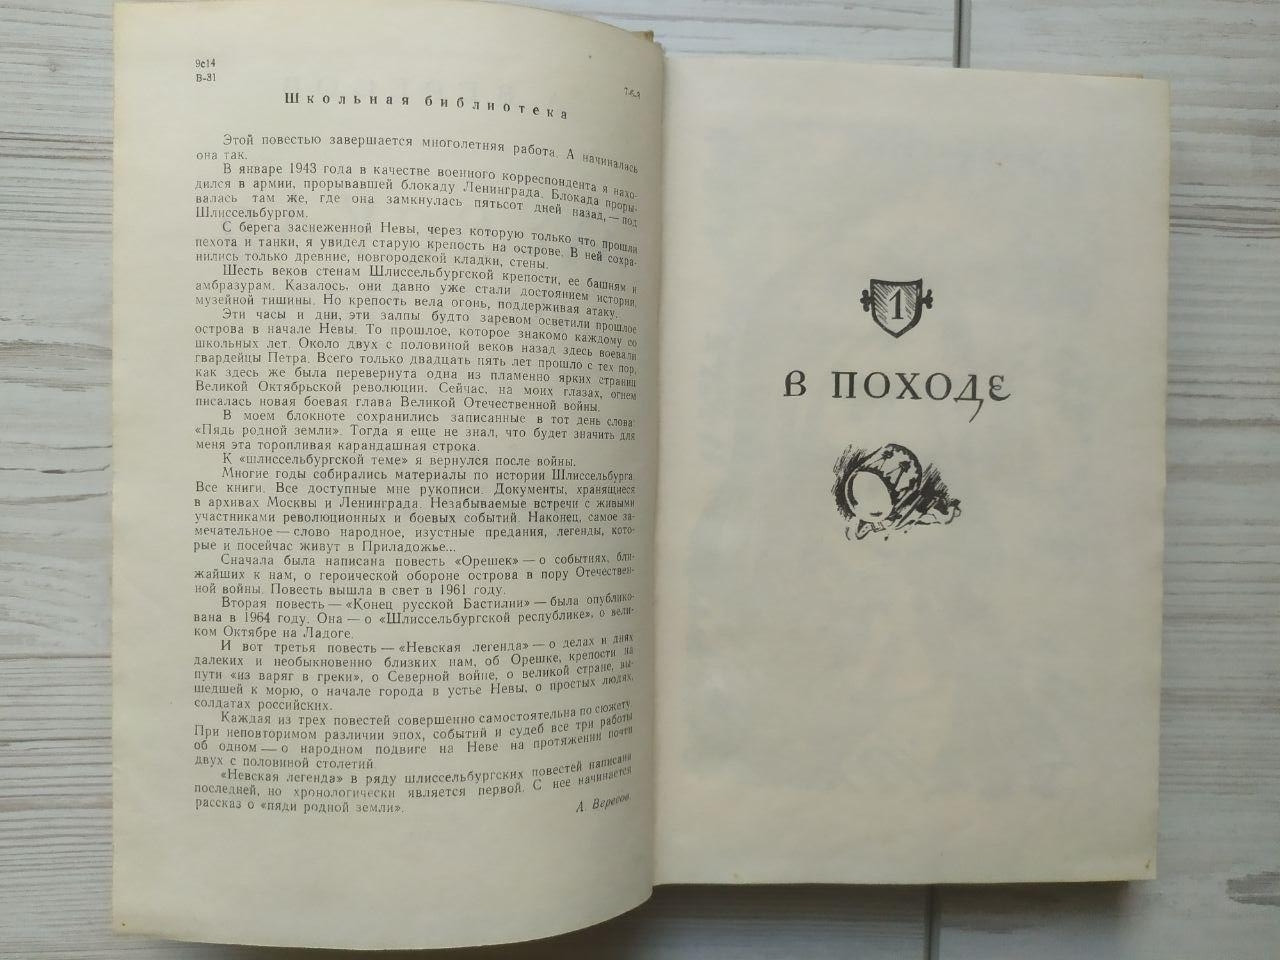 9с14
В-31
7-6-3
Школьная библиотека
Этой повестью завершается многолетняя работа. А начиналась
она так.
В январе 1943 года в качестве военного корреспондента я нахо-
дился в армии, прорывавшей блокаду Ленинграда. Блокада проры-
валась там же, где она замкнулась пятьсот дней назад, — под
Шлиссельбургом.
С берега заснеженной Невы, через которую только что прошли
пехота и танки, я увидел старую крепость на острове. В ней сохра-
нились только древние, новгородской кладки, стены.
Шесть веков стенам Шлиссельбургской крепости, ее башням и
амбразурам. Казалось, они давно уже стали достоянием истории,
музейной тишины. Но крепость вела огонь, поддерживая атаку.
Эти часы и дни, эти залпы будто заревом осветили прошлое
острова в начале Невы. То прошлое, которое знакомо каждому со
школьных лет. Около двух с половиной веков назад здесь воевали
гвардейцы Петра. Всего только двадцать пять лет прошло с тех пор,
как здесь же была перевернута одна из пламенно ярких страниц
Великой Октябрьской революции. Сейчас, на моих глазах, огнем
писалась новая боевая глава Великой Отечественной войны.
В моем блокноте сохранились записанные в тот день слова:
«Пядь родной земли». Тогда я еще не знал, что будет значить для
меня эта торопливая карандашная строка.
К «шлиссельбургской теме» я вернулся после войны.
Многие годы собирались материалы по истории Шлиссельбурга.
Все книги. Все доступные мне рукописи. Документы, хранящиеся
в архивах Москвы и Ленинграда. Незабываемые встречи с живыми
участниками революционных и боевых событий. Наконец, самое за-
мечательное — слово народное, изустные предания, легенды, кото-
рые и посейчас живут в Приладожье...
Сначала была написана повесть «Орешек» — о событиях, бли-
жайших к нам, о героической обороне острова в пору Отечествен-
ной войны. Повесть вышла в свет в 1961 году.
Вторая повесть — «Конец русской Бастилии» — была опублико-
вана в 1964 году. Она — о «Шлиссельбургской республике», о вели-
ком Октябре на Ладоге.
И вот третья повесть — «Невская легенда» — о делах и днях
далеких и необыкновенно близких нам, об Орешке, крепости на
пути «из варяг в греки», о Северной войне, о великой стране, вы-
шедшей к морю, о начале города в устье Невы, о простых людях,
солдатах российских.
Каждая из трех повестей совершенно самостоятельна по сюжету.
При неповторимом различии эпох, событий и судеб все три работы
об одном — о народном подвиге на Неве на протяжении почти
двух с половиной столетий.
«Невская легенда» в ряду шлиссельбургских повестей написана
последней, но хронологически является первой. С нее начинается
рассказ о «пяди родной земли».
А. Вересов.
1
В ПОХОДЕ